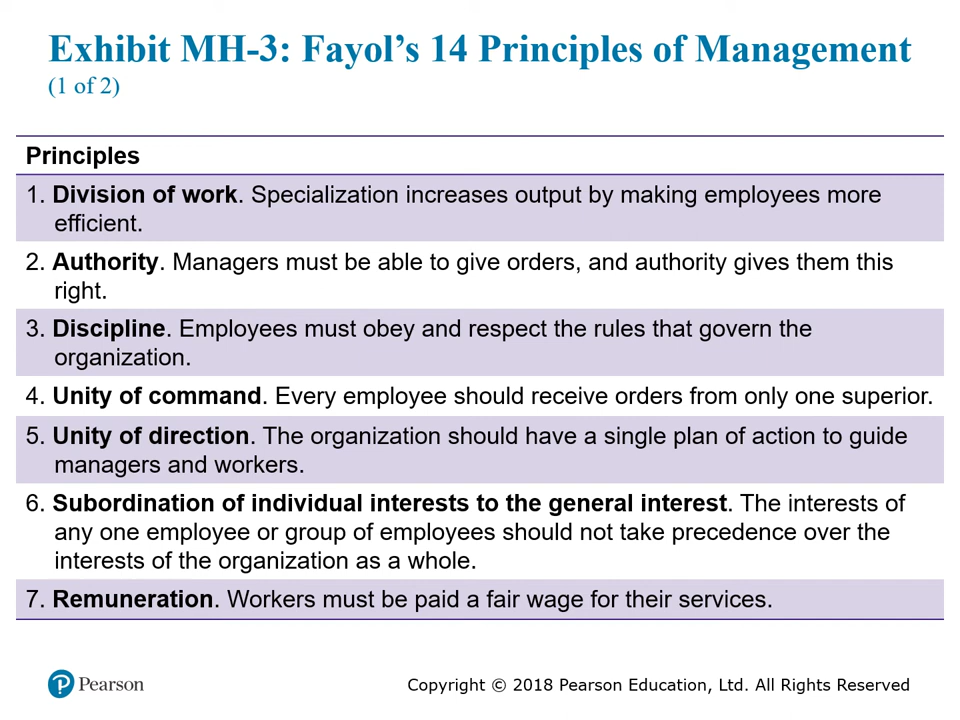 Exhibit MH-3: Fayol’s 14 Principles of Management
(1 of 2)
Principles
1. Division of work. Specialization increases output by making employees more
efficient.
2. Authority. Managers must be able to give orders, and authority gives them this
right.
3. Discipline. Employees must obey and respect the rules that govern the
organization.
4. Unity of command. Every employee should receive orders from only one superior.
5. Unity of direction. The organization should have a single plan of action to guide
managers and workers.
6. Subordination of individual interests to the general interest. The interests of
any one employee or group of employees should not take precedence over the
interests of the organization as a whole.
7. Remuneration. Workers must be paid a fair wage for their services.
P Pearson
Copyright © 2018 Pearson Education, Ltd. All Rights Reserved